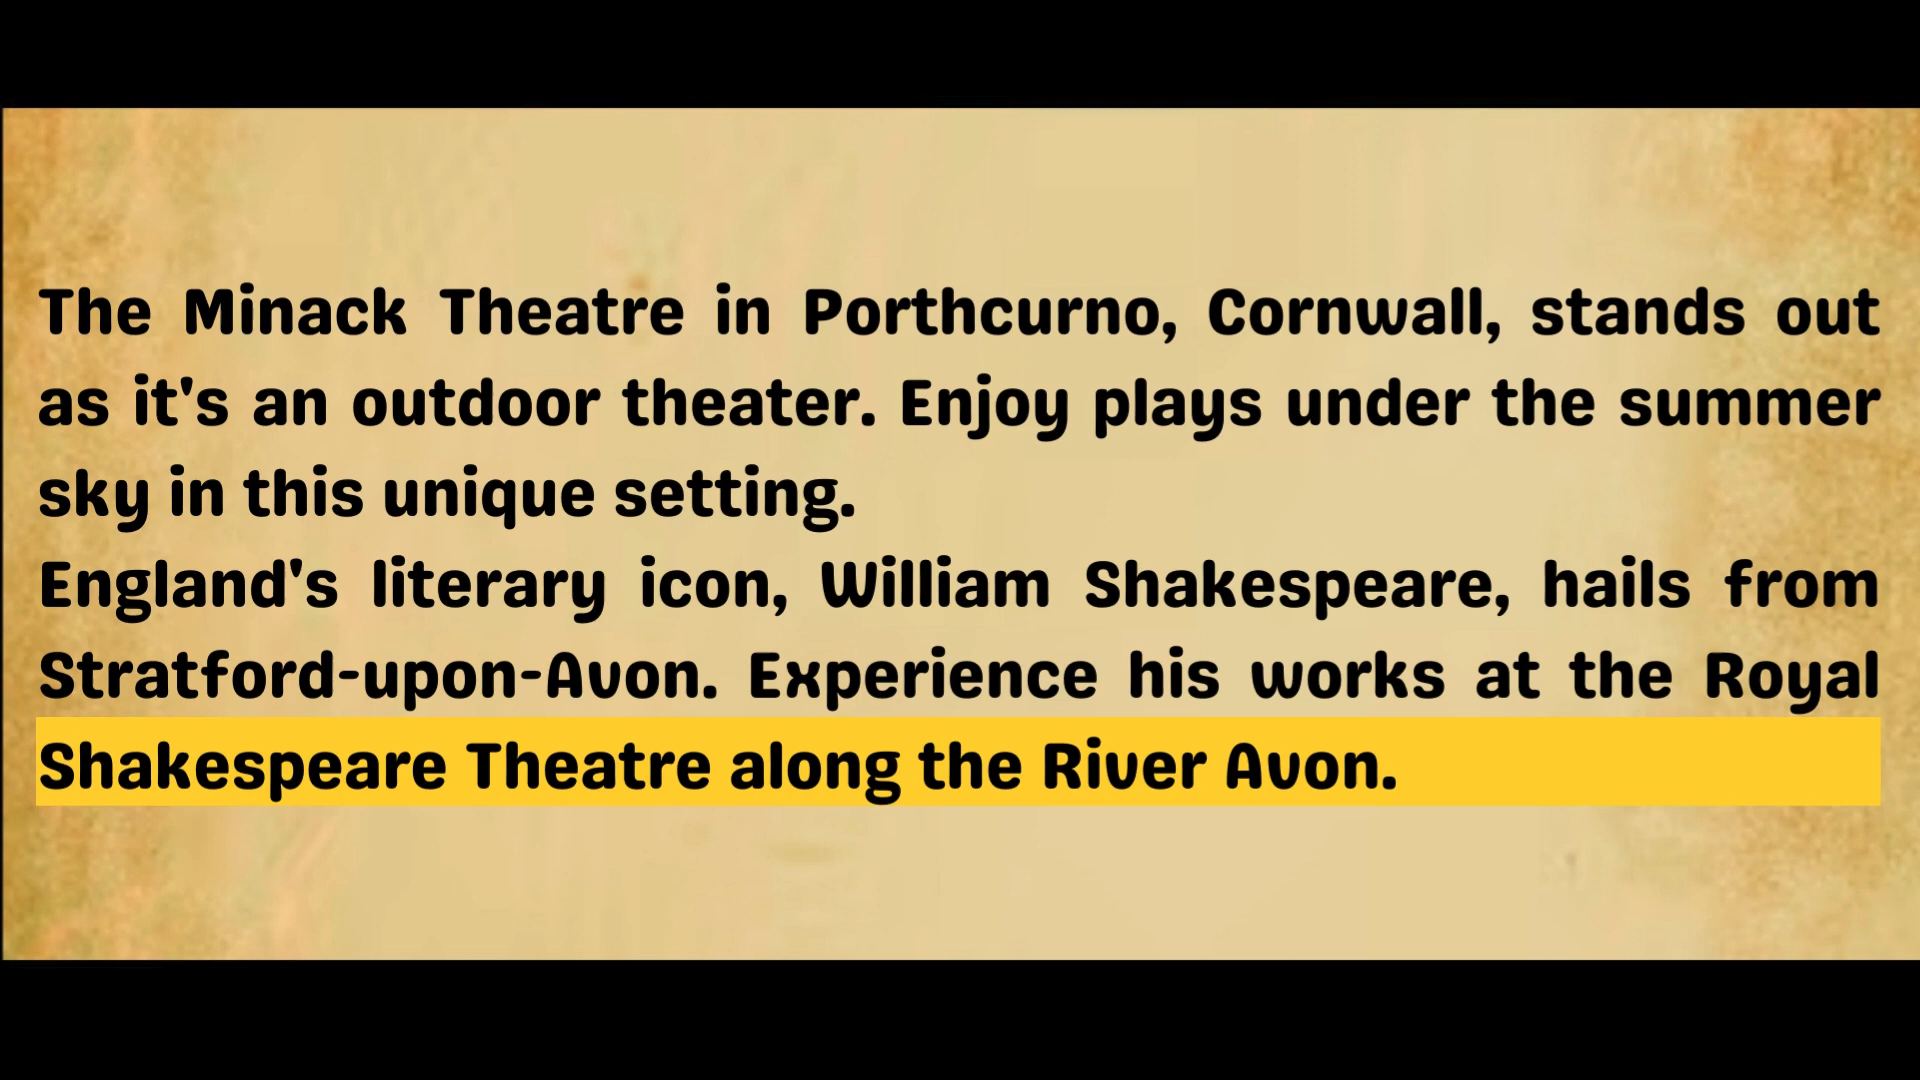 The Minack Theatre in Porthcurno, Cornwall, stands out
as it's an outdoor theater. Enjoy plays under the summer
sky in this unique setting.
England's literary icon, William Shakespeare, hails from
Stratford-upon-Avon. Experience his works at the Royal
Shakespeare Theatre along the River Avon.